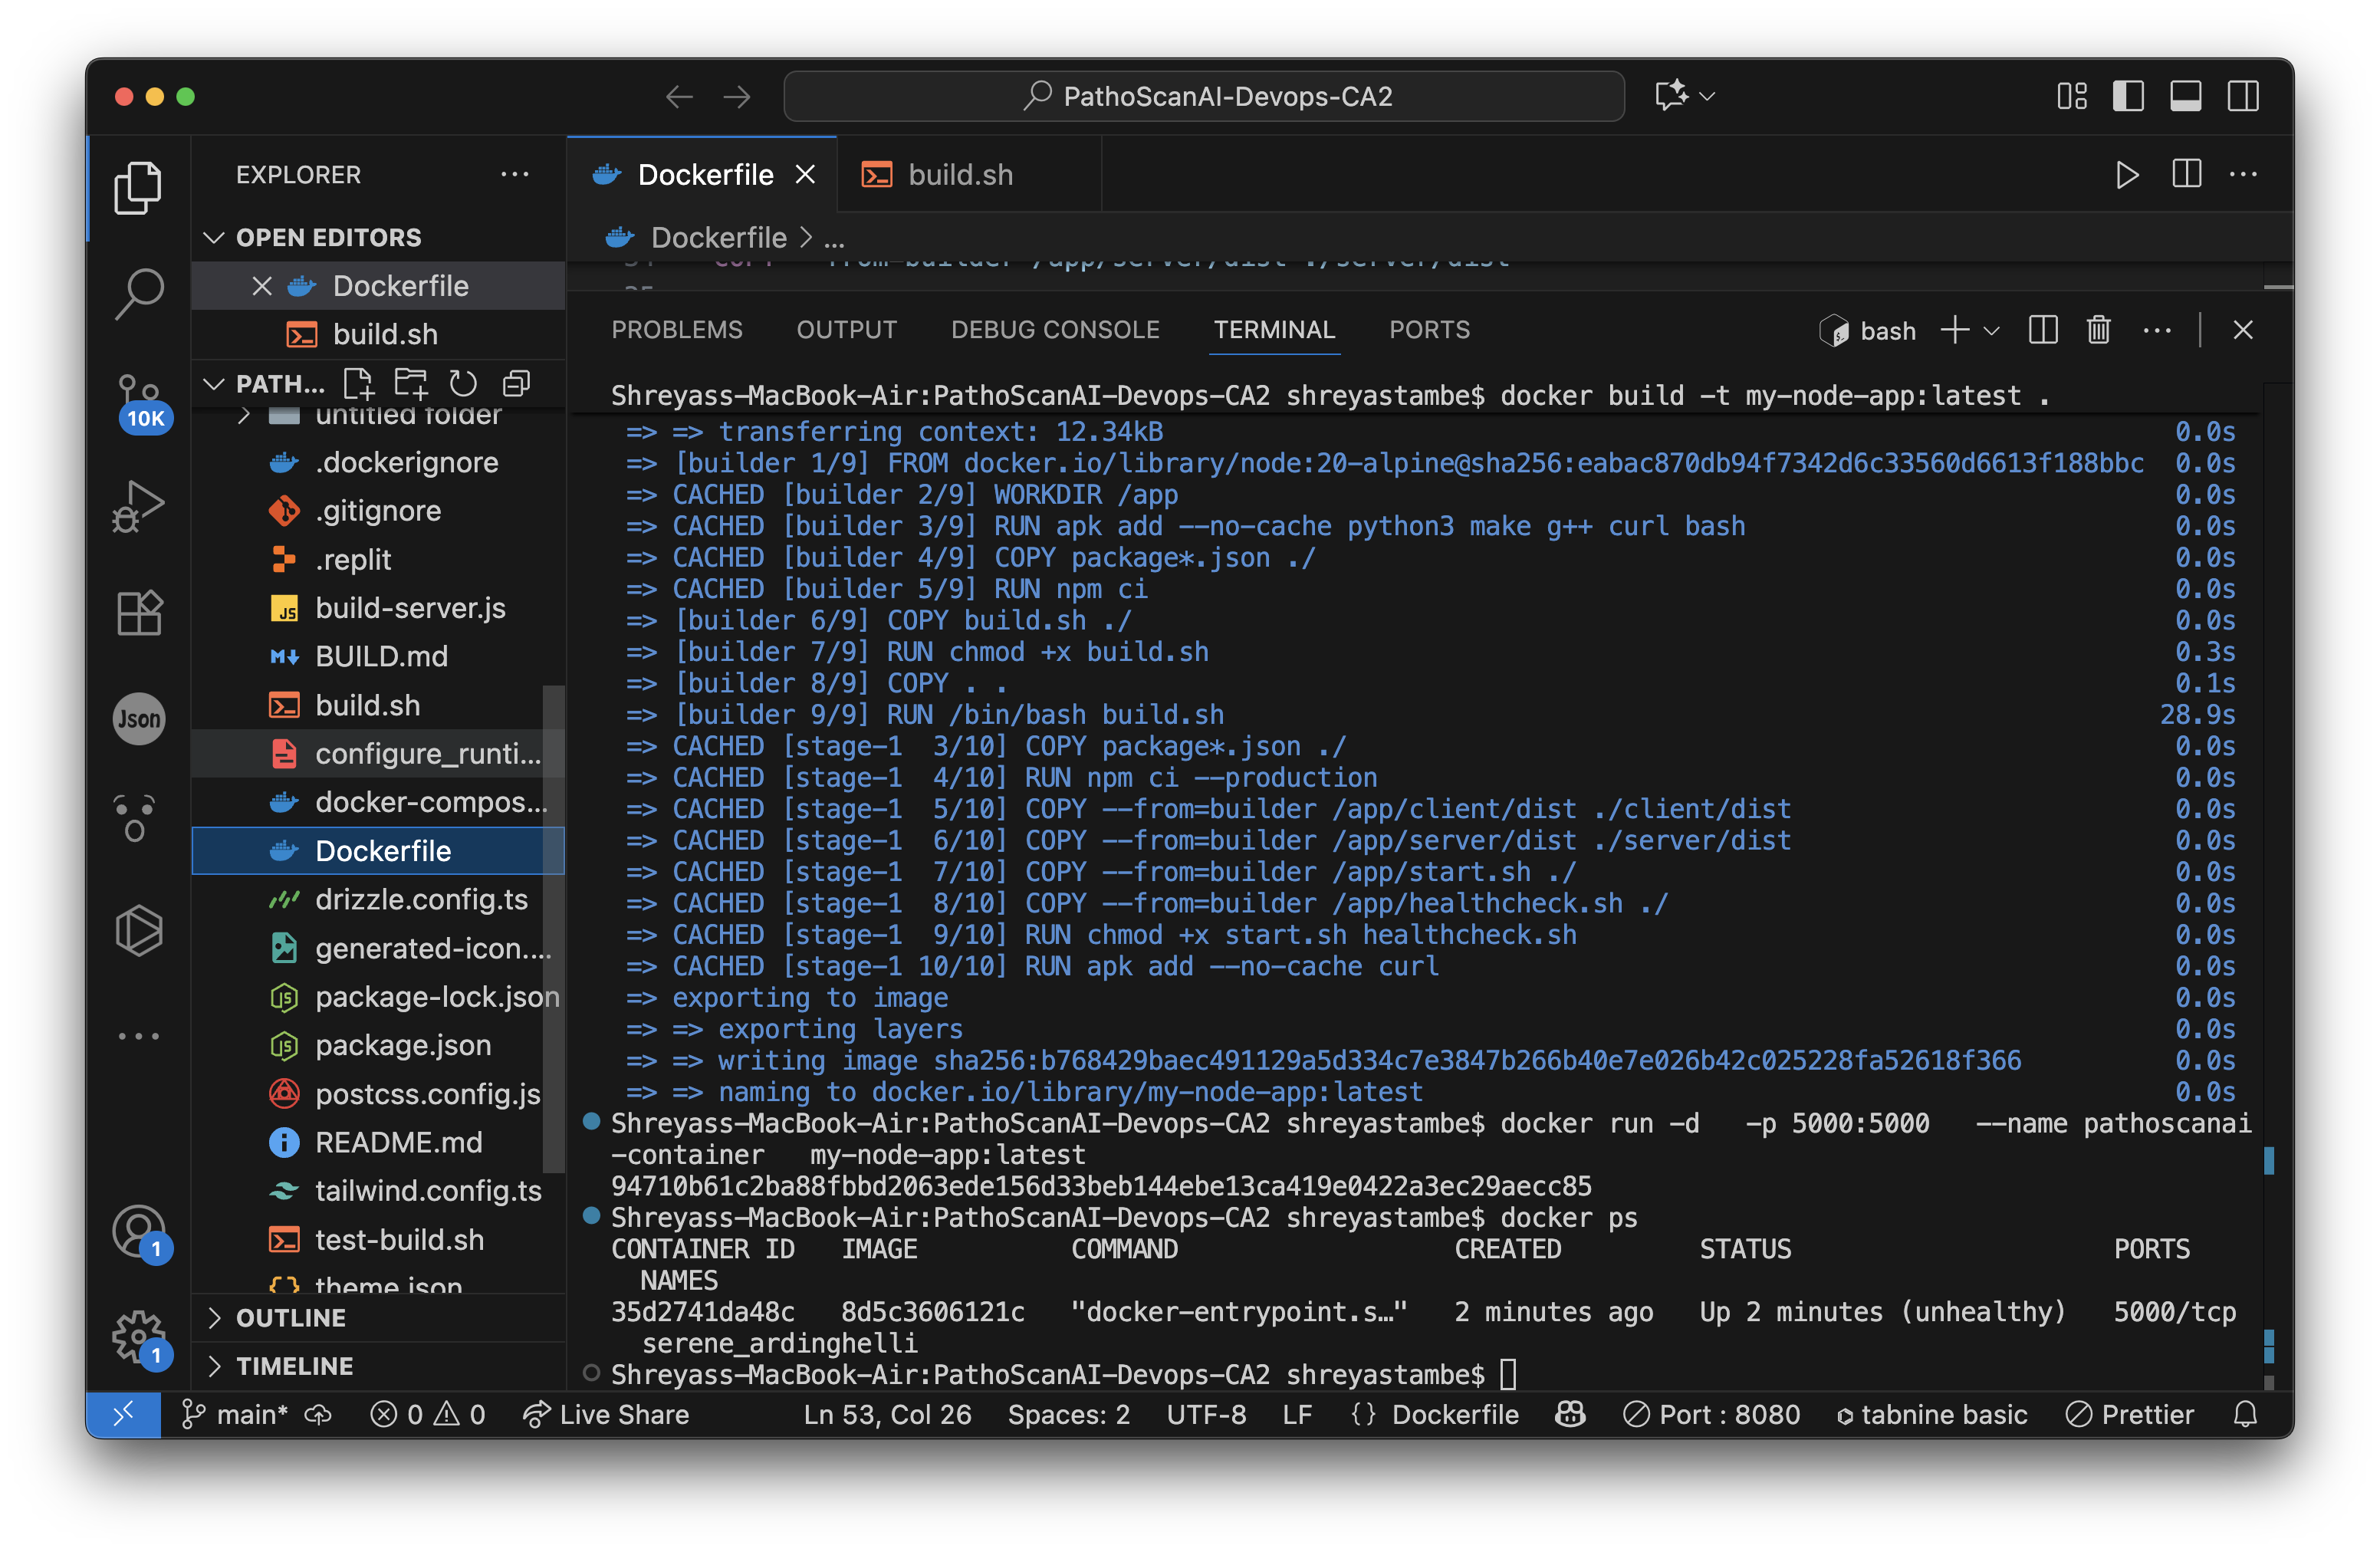 PathoScanAI-Devops-CA2
EXPLORER
OPEN EDITORS
Dockerfile
build.sh
PATH...
untitled folder
.dockerignore
.gitignore
.replit
build-server.js
BUILD.md
build.sh
configure_runti...
docker-compos...
Dockerfile
drizzle.config.ts
generated-icon....
package-lock.json
package.json
postcss.config.js
README.md
tailwind.config.ts
test-build.sh
theme.json
OUTLINE
TIMELINE
10K
Json
1
1
Dockerfile
build.sh
Dockerfile > ...
34 COPY --from=builder /app/server/dist ./server/dist
35
PROBLEMS OUTPUT DEBUG CONSOLE TERMINAL PORTS
bash
Shreyass-MacBook-Air:PathoScanAI-Devops-CA2 shreyastambe$ docker build -t my-node-app:latest .
=> => transferring context: 12.34kB 0.0s
=> [builder 1/9] FROM docker.io/library/node:20-alpine@sha256:eabac870db94f7342d6c33560d6613f188bbc 0.0s
=> CACHED [builder 2/9] WORKDIR /app 0.0s
=> CACHED [builder 3/9] RUN apk add --no-cache python3 make g++ curl bash 0.0s
=> CACHED [builder 4/9] COPY package*.json ./ 0.0s
=> CACHED [builder 5/9] RUN npm ci 0.0s
=> [builder 6/9] COPY build.sh ./ 0.0s
=> [builder 7/9] RUN chmod +x build.sh 0.3s
=> [builder 8/9] COPY . . 0.1s
=> [builder 9/9] RUN /bin/bash build.sh 28.9s
=> CACHED [stage-1  3/10] COPY package*.json ./ 0.0s
=> CACHED [stage-1  4/10] RUN npm ci --production 0.0s
=> CACHED [stage-1  5/10] COPY --from=builder /app/client/dist ./client/dist 0.0s
=> CACHED [stage-1  6/10] COPY --from=builder /app/server/dist ./server/dist 0.0s
=> CACHED [stage-1  7/10] COPY --from=builder /app/start.sh ./ 0.0s
=> CACHED [stage-1  8/10] COPY --from=builder /app/healthcheck.sh ./ 0.0s
=> CACHED [stage-1  9/10] RUN chmod +x start.sh healthcheck.sh 0.0s
=> CACHED [stage-1 10/10] RUN apk add --no-cache curl 0.0s
=> exporting to image 0.0s
=> => exporting layers 0.0s
=> => writing image sha256:b768429baec491129a5d334c7e3847b266b40e7e026b42c025228fa52618f366 0.0s
=> => naming to docker.io/library/my-node-app:latest 0.0s
Shreyass-MacBook-Air:PathoScanAI-Devops-CA2 shreyastambe$ docker run -d   -p 5000:5000   --name pathoscanai
-container   my-node-app:latest
94710b61c2ba88fbbd2063ede156d33beb144ebe13ca419e0422a3ec29aecc85
Shreyass-MacBook-Air:PathoScanAI-Devops-CA2 shreyastambe$ docker ps
CONTAINER ID   IMAGE          COMMAND                  CREATED         STATUS                     PORTS
NAMES
35d2741da48c   8d5c3606121c   "docker-entrypoint.s…"   2 minutes ago   Up 2 minutes (unhealthy)   5000/tcp
serene_ardinghelli
Shreyass-MacBook-Air:PathoScanAI-Devops-CA2 shreyastambe$
main* 0 0 Live Share Ln 53, Col 26 Spaces: 2 UTF-8 LF {} Dockerfile Port : 8080 tabnine basic Prettier